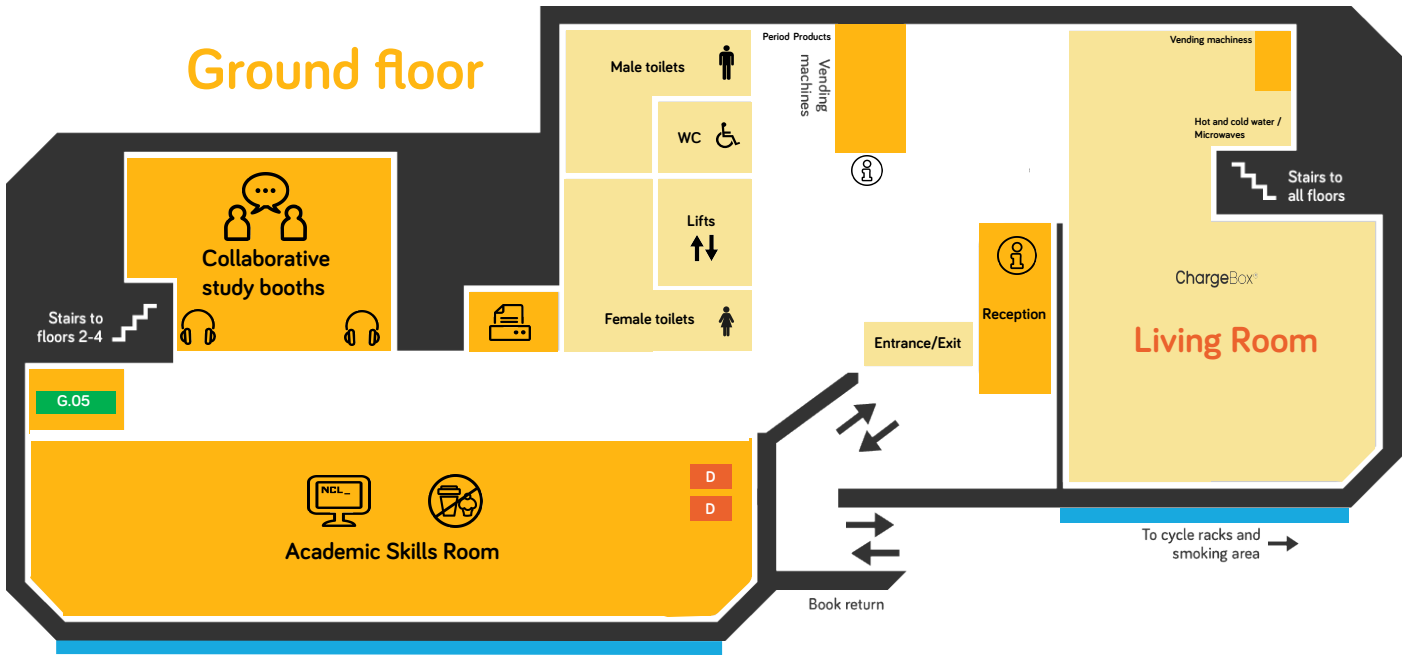 Ground floor
Male toilets
WC
Lifts
Female toilets
Period Products
Vending
machines
Vending machiness
Hot and cold water /
Microwaves
Stairs to
all floors
ChargeBox
Living Room
Reception
Entrance/Exit
Collaborative
study booths
Stairs to
floors 2-4
G.05
NCL_
D
D
Academic Skills Room
To cycle racks and
smoking area
Book return